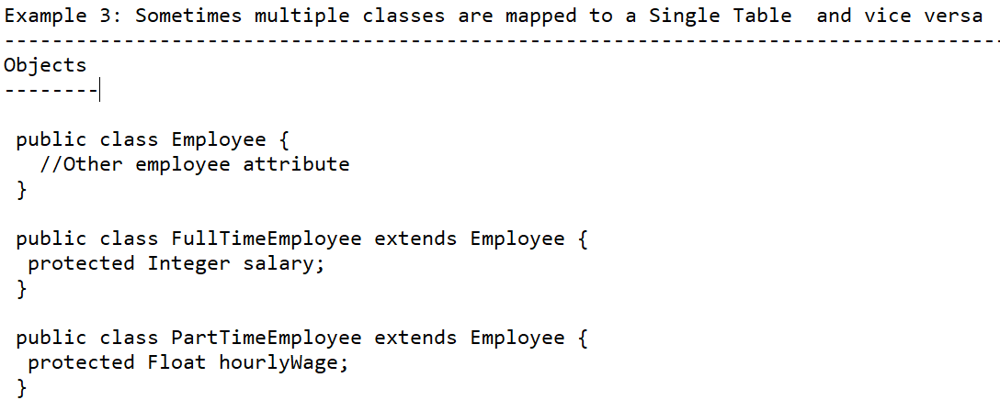 Example 3: Sometimes multiple classes are mapped to a Single Table  and vice versa
-----------------------------------------------------------------------------------
Objects
--------
 public class Employee {
   //Other employee attribute
 }
 public class FullTimeEmployee extends Employee {
  protected Integer salary;
 }
 public class PartTimeEmployee extends Employee {
  protected Float hourlyWage;
 }